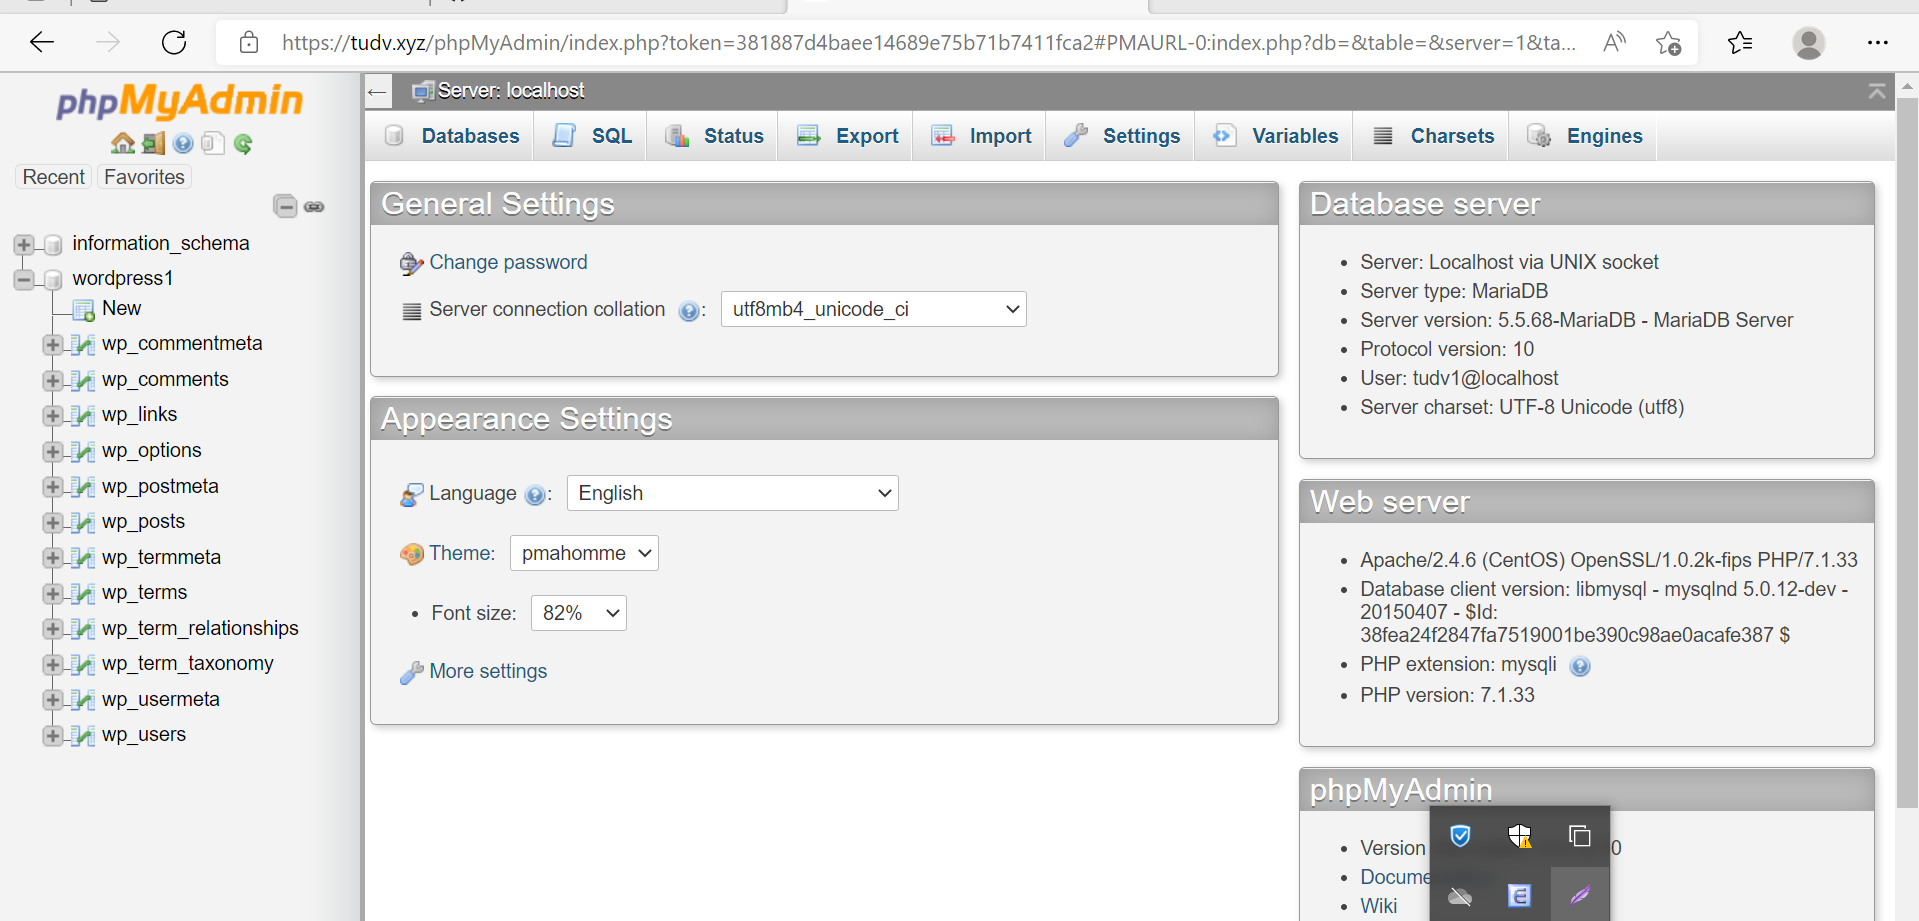 https://tudv.xyz/phpMyAdmin/index.php?token=381887d4baee14689e75b71b7411fca2#PMAURL-0:index.php?db=&table=&server=1&ta...
phpMyAdmin
Recent
Favorites
information_schema
wordpress1
New
wp_commentmeta
wp_comments
wp_links
wp_options
wp_postmeta
wp_posts
wp_termmeta
wp_terms
wp_term_relationships
wp_term_taxonomy
wp_usermeta
wp_users
Server: localhost
Databases
SQL
Status
Export
Import
Settings
Variables
Charsets
Engines
General Settings
Change password
Server connection collation : utf8mb4_unicode_ci
Appearance Settings
Language : English
Theme: pmahomme
• Font size: 82%
More settings
Database server
• Server: Localhost via UNIX socket
• Server type: MariaDB
• Server version: 5.5.68-MariaDB - MariaDB Server
• Protocol version: 10
• User: tudv1@localhost
• Server charset: UTF-8 Unicode (utf8)
Web server
• Apache/2.4.6 (CentOS) OpenSSL/1.0.2k-fips PHP/7.1.33
• Database client version: libmysql - mysqlnd 5.0.12-dev -
20150407 - $Id:
38fea24f2847fa7519001be390c98ae0acafe387 $
• PHP extension: mysqli
• PHP version: 7.1.33
phpMyAdmin
• Version 0
• Docume
• Wiki